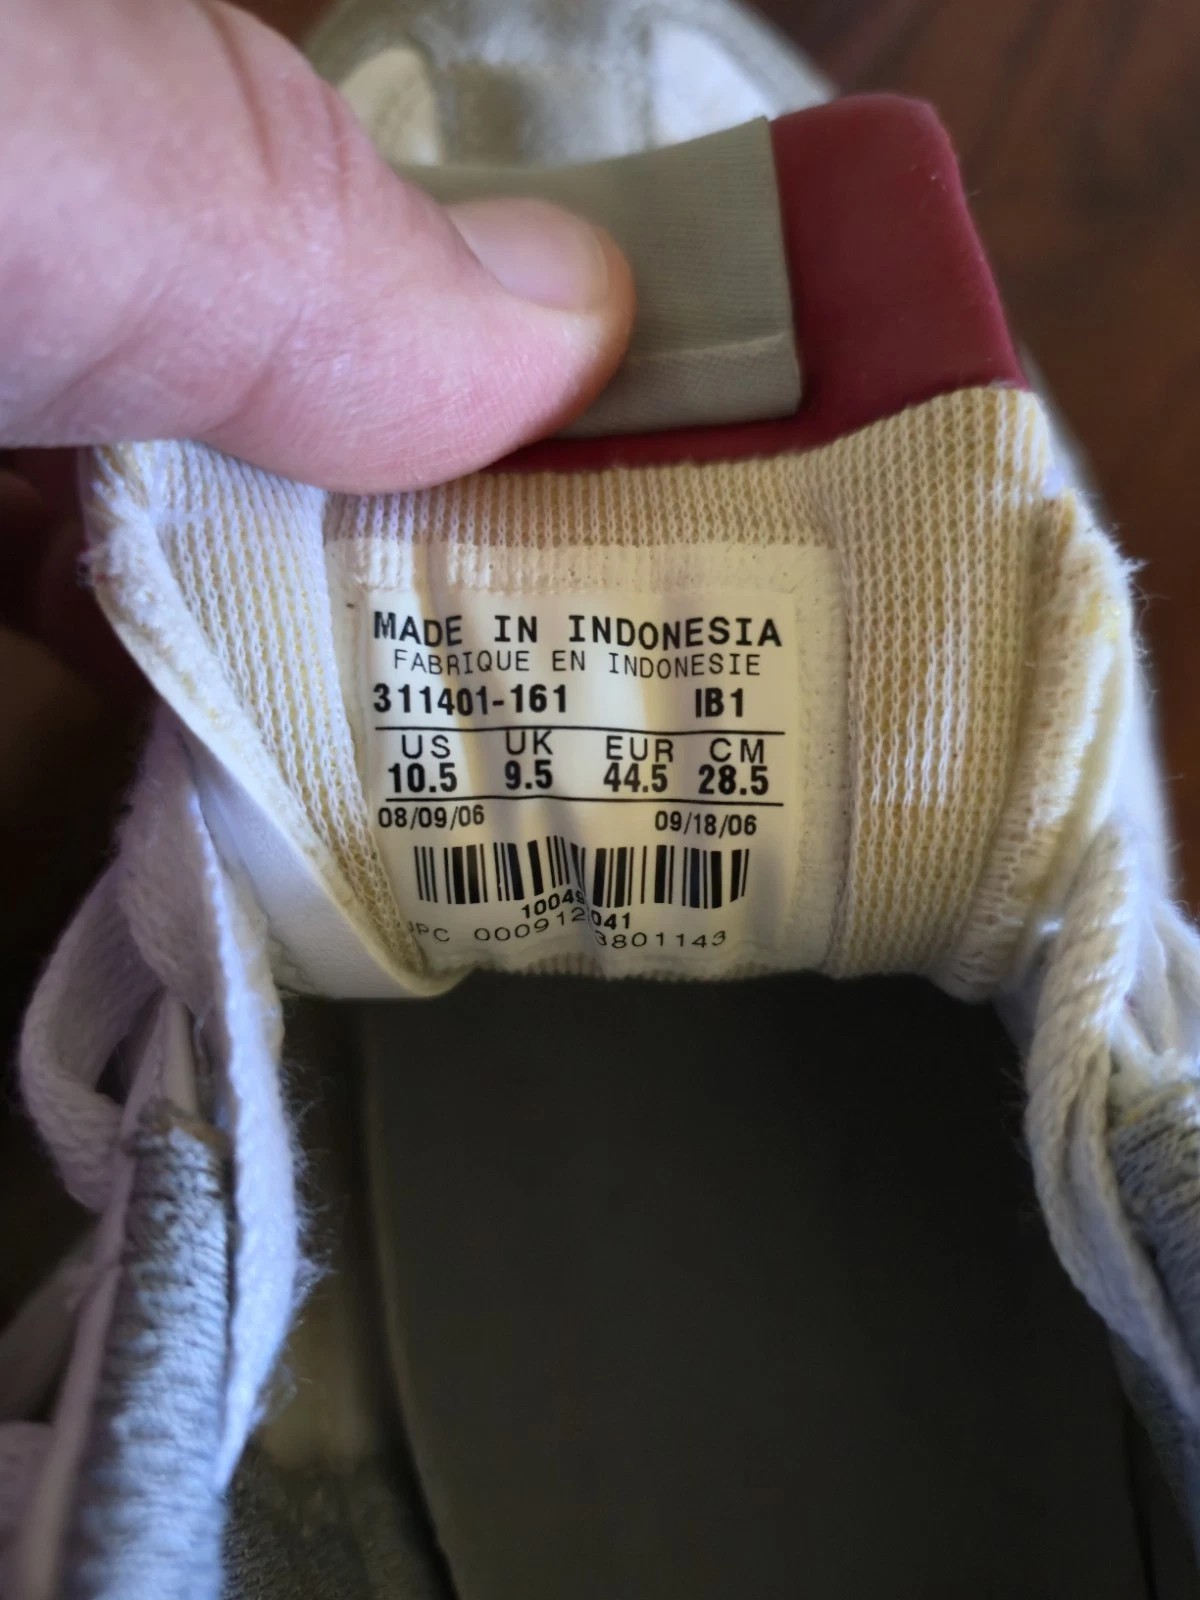 MADE IN INDONESIA
FABRIQUE EN INDONESIE
311401-161 IB1
US UK EUR CM
10.5 9.5 44.5 28.5
08/09/06 09/18/06